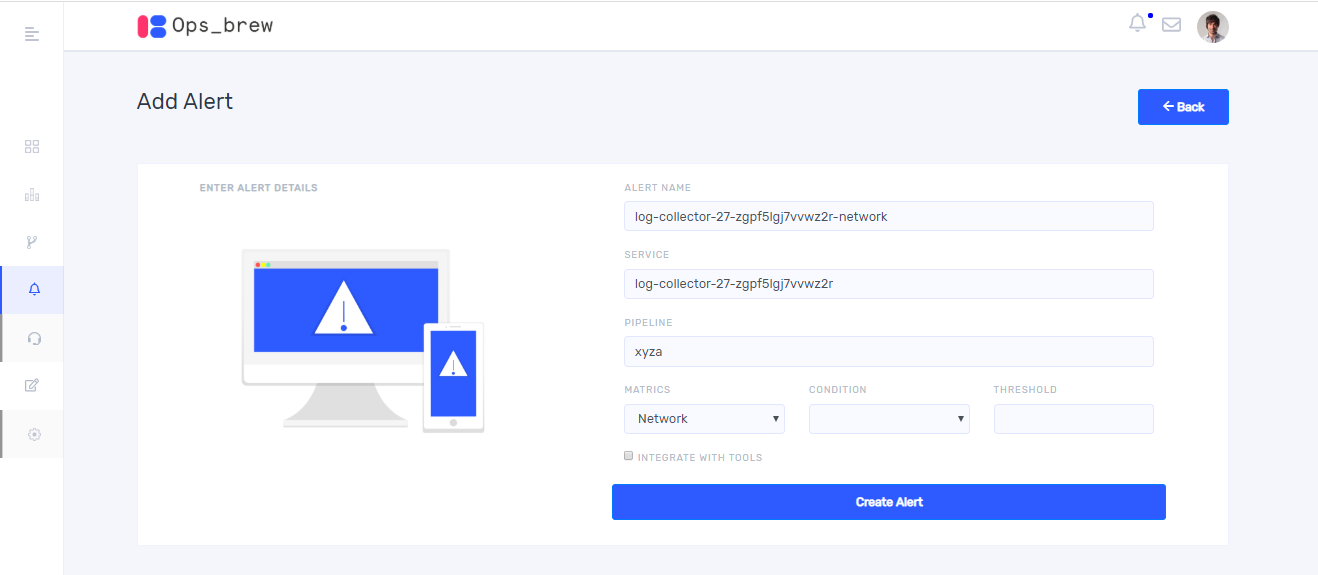 Ops_brew
Add Alert
Back
ENTER ALERT DETAILS
ALERT NAME
log-collector-27-zgpf5lgj7vvwz2r-network
SERVICE
log-collector-27-zgpf5lgj7vvwz2r
PIPELINE
xyza
MATRICS CONDITION THRESHOLD
Network
INTEGRATE WITH TOOLS
Create Alert